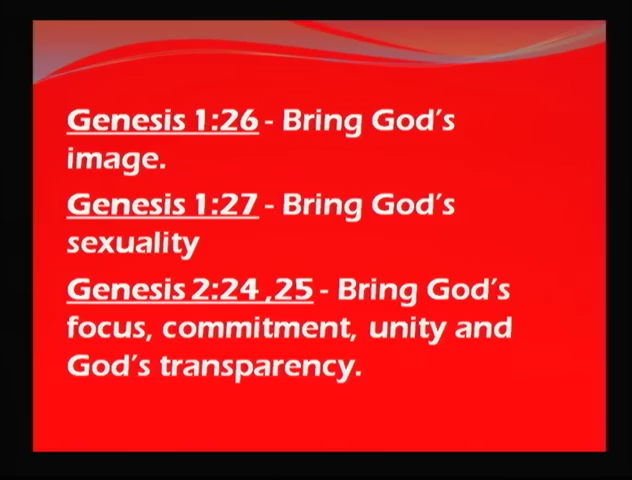 Genesis 1:26 - Bring God's
image.
Genesis 1:27 - Bring God's
sexuality
Genesis 2:24 ,25 - Bring God's
focus, commitment, unity and
God's transparency.